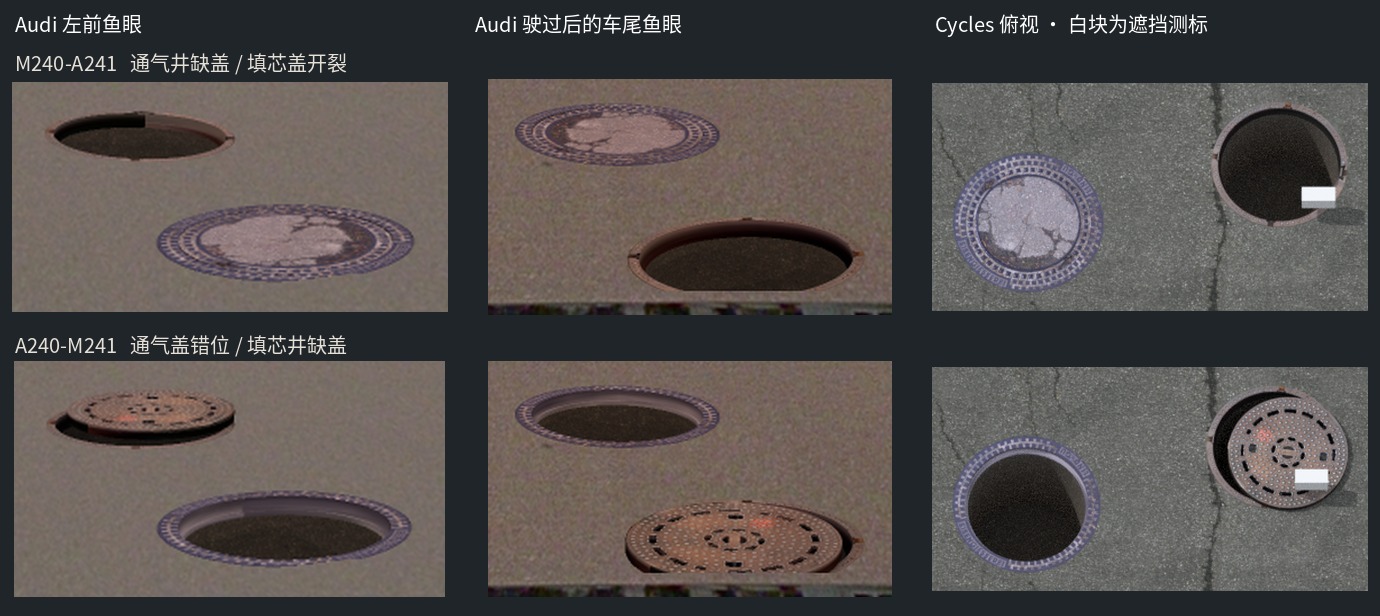 Audi 左前鱼眼
Audi 驶过后的车尾鱼眼
Cycles 俯视 · 白块为遮挡测标
M240-A241 通气井缺盖 / 填芯盖开裂
A240-M241 通气盖错位 / 填芯井缺盖